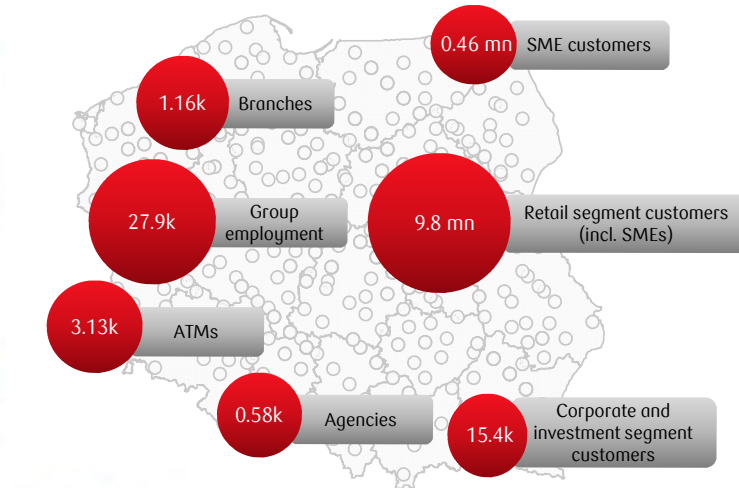 0.46 mn SME customers
1.16k Branches
27.9k Group
employment
9.8 mn Retail segment customers
(incl. SMEs)
3.13k ATMs
0.58k Agencies
15.4k Corporate and
investment segment
customers